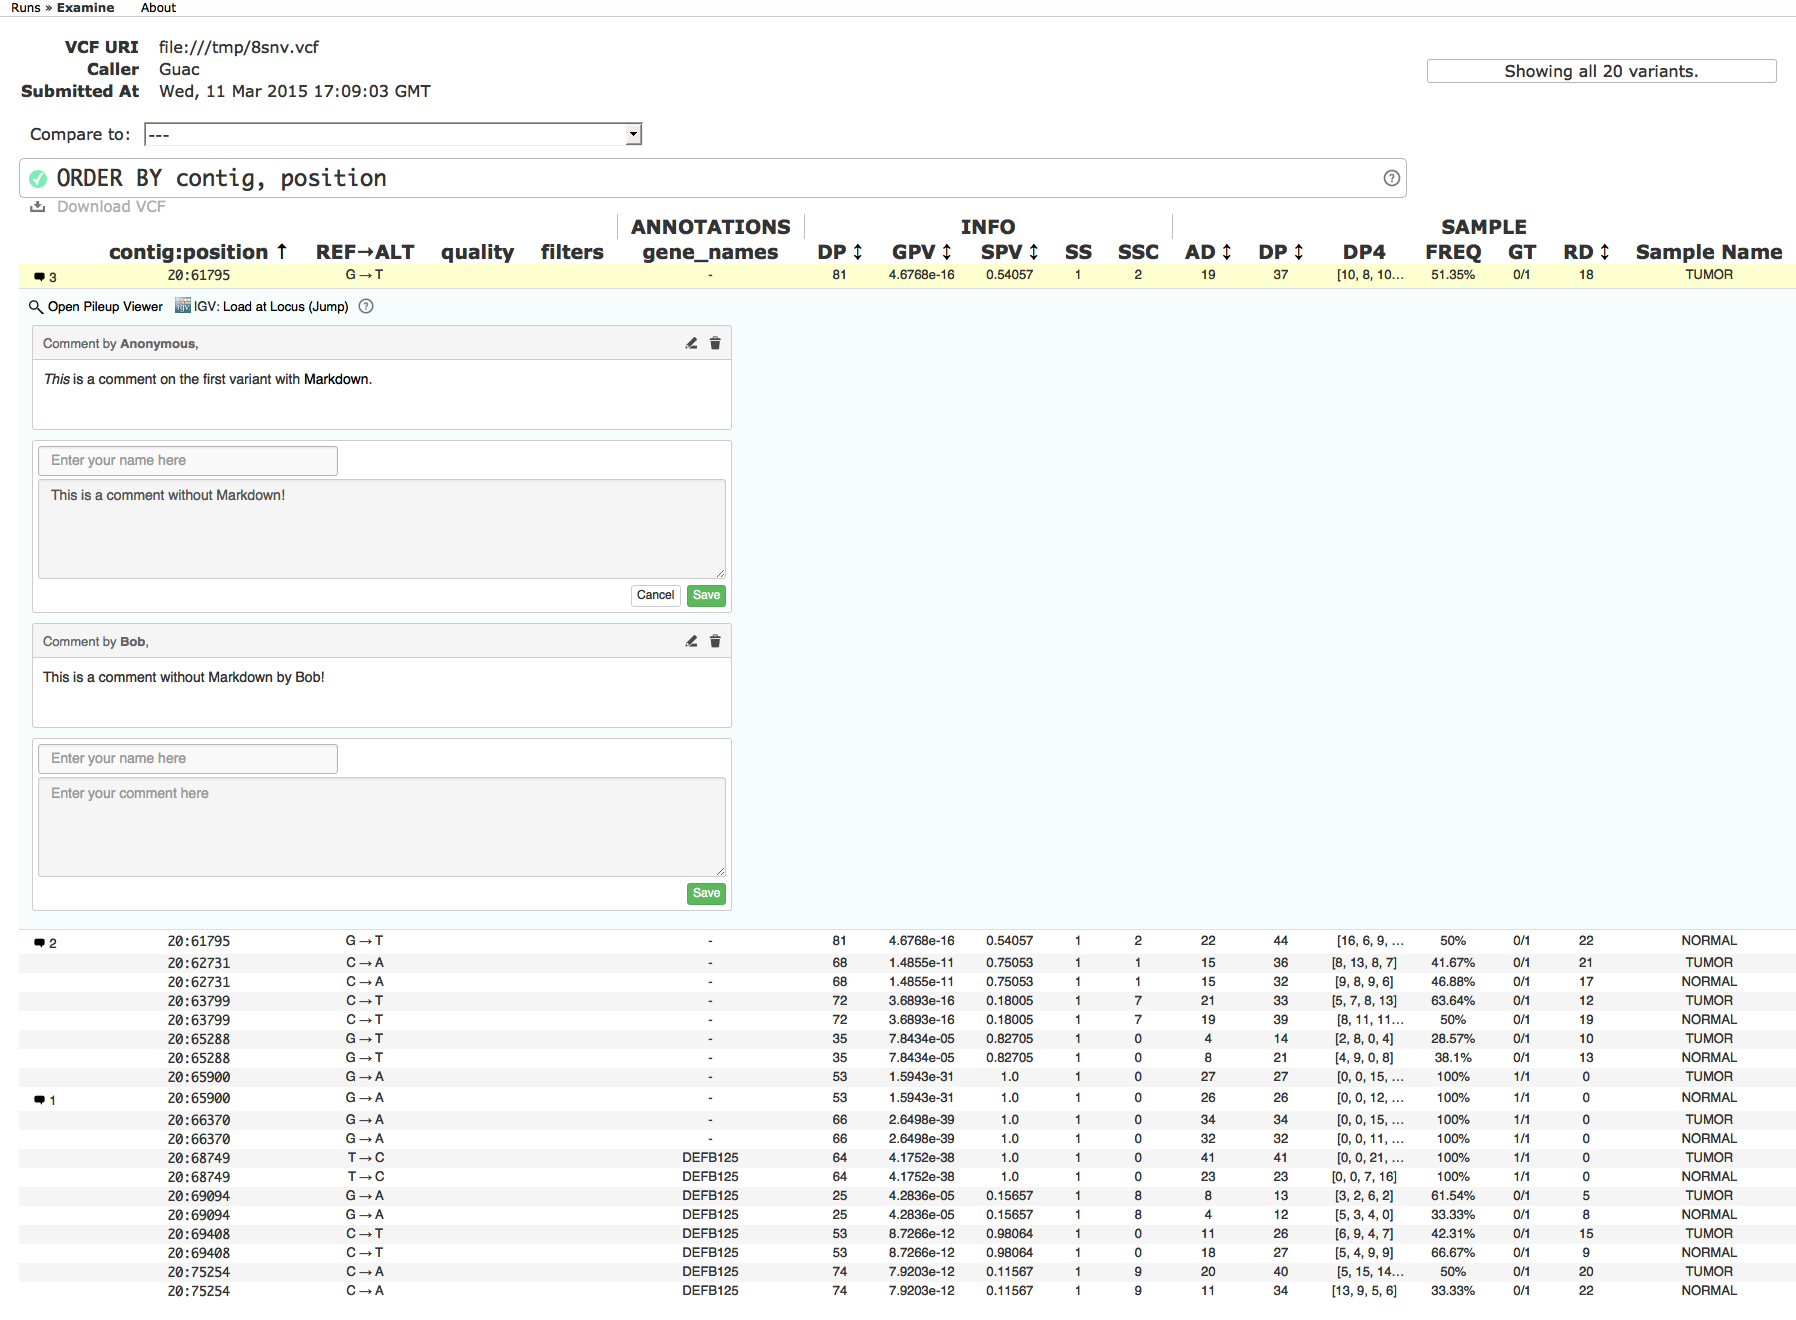 Runs » Examine About
VCF URI file:///tmp/8snv.vcf
Caller Guac
Submitted At Wed, 11 Mar 2015 17:09:03 GMT
Showing all 20 variants.
Compare to: ---
ORDER BY contig, position
Download VCF
ANNOTATIONS INFO SAMPLE
contig:position ↑ REF→ALT quality filters gene_names DP ↕ GPV ↕ SPV ↕ SS SSC AD ↕ DP ↕ DP4 FREQ GT RD ↕ Sample Name
3 20:61795 G→T - 81 4.6768e-16 0.54057 1 2 19 37 [10, 8, 10... 51.35% 0/1 18 TUMOR
Open Pileup Viewer IGV: Load at Locus (Jump)
Comment by Anonymous,
This is a comment on the first variant with Markdown.
Enter your name here
This is a comment without Markdown!
Cancel Save
Comment by Bob,
This is a comment without Markdown by Bob!
Enter your name here
Enter your comment here
Save
2 20:61795 G→T - 81 4.6768e-16 0.54057 1 2 22 44 [16, 6, 9, ... 50% 0/1 22 NORMAL
20:62731 C→A - 68 1.4855e-11 0.75053 1 1 15 36 [8, 13, 8, 7] 41.67% 0/1 21 TUMOR
20:62731 C→A - 68 1.4855e-11 0.75053 1 1 15 32 [9, 8, 9, 6] 46.88% 0/1 17 NORMAL
20:63799 C→T - 72 3.6893e-16 0.18005 1 7 21 33 [5, 7, 8, 13] 63.64% 0/1 12 TUMOR
20:63799 C→T - 72 3.6893e-16 0.18005 1 7 19 39 [8, 11, 11... 50% 0/1 19 NORMAL
20:65288 G→T - 35 7.8434e-05 0.82705 1 0 4 14 [2, 8, 0, 4] 28.57% 0/1 10 TUMOR
20:65288 G→T - 35 7.8434e-05 0.82705 1 0 8 21 [4, 9, 0, 8] 38.1% 0/1 13 NORMAL
20:65900 G→A - 53 1.5943e-31 1.0 1 0 27 27 [0, 0, 15, ... 100% 1/1 0 TUMOR
1 20:65900 G→A - 53 1.5943e-31 1.0 1 0 26 26 [0, 0, 12, ... 100% 1/1 0 NORMAL
20:66370 G→A - 66 2.6498e-39 1.0 1 0 34 34 [0, 0, 15, ... 100% 1/1 0 TUMOR
20:66370 G→A - 66 2.6498e-39 1.0 1 0 32 32 [0, 0, 11, ... 100% 1/1 0 NORMAL
20:68749 T→C DEFB125 64 4.1752e-38 1.0 1 0 41 41 [0, 0, 21, ... 100% 1/1 0 TUMOR
20:68749 T→C DEFB125 64 4.1752e-38 1.0 1 0 23 23 [0, 0, 7, 16] 100% 1/1 0 NORMAL
20:69094 G→A DEFB125 25 4.2836e-05 0.15657 1 8 8 13 [3, 2, 6, 2] 61.54% 0/1 5 TUMOR
20:69094 G→A DEFB125 25 4.2836e-05 0.15657 1 8 4 12 [5, 3, 4, 0] 33.33% 0/1 8 NORMAL
20:69408 C→T DEFB125 53 8.7266e-12 0.98064 1 0 11 26 [6, 9, 4, 7] 42.31% 0/1 15 TUMOR
20:69408 C→T DEFB125 53 8.7266e-12 0.98064 1 0 18 27 [5, 4, 9, 9] 66.67% 0/1 9 NORMAL
20:75254 C→A DEFB125 74 7.9203e-12 0.11567 1 9 20 40 [5, 15, 14... 50% 0/1 20 TUMOR
20:75254 C→A DEFB125 74 7.9203e-12 0.11567 1 9 11 34 [13, 9, 5, 6] 33.33% 0/1 22 NORMAL